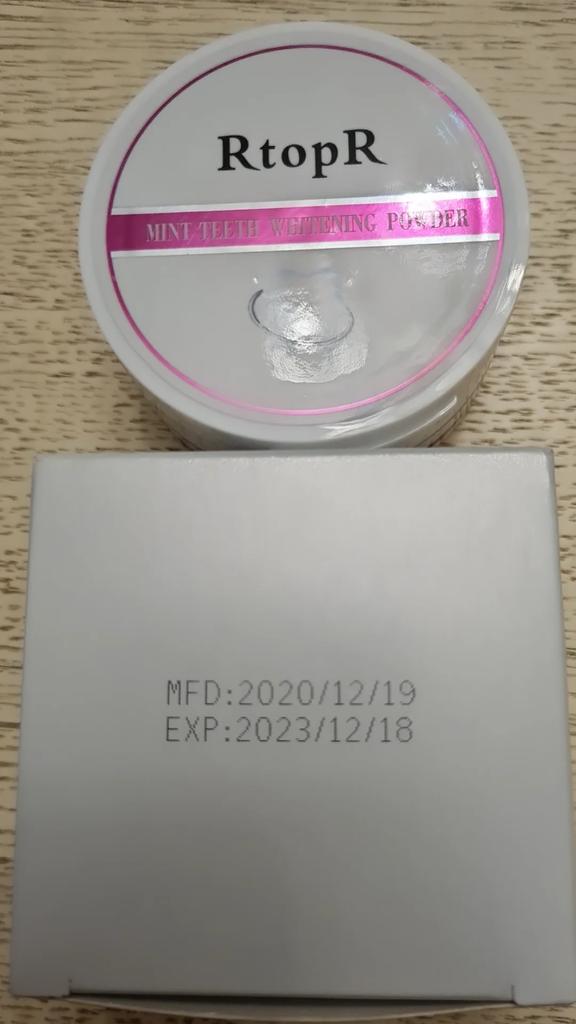 RtopR
MINT TEETH WHITENING POWDER
MFD:2020/12/19
EXP:2023/12/18